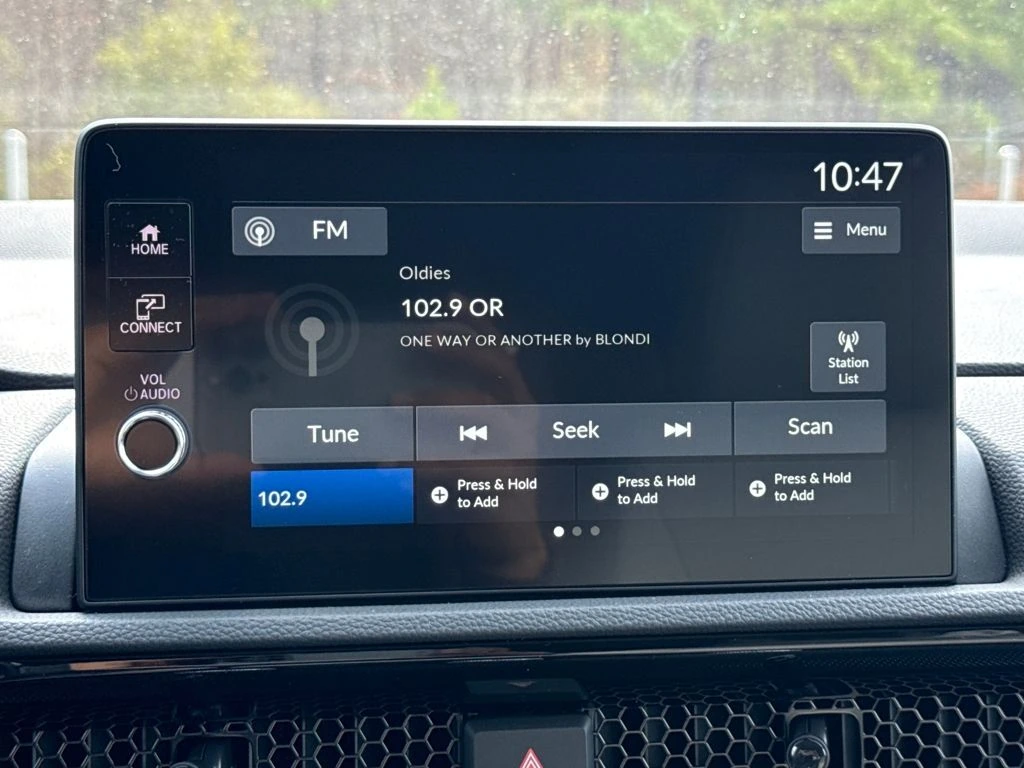 10:47
HOME
FM
Menu
Oldies
102.9 OR
CONNECT
ONE WAY OR ANOTHER by BLONDI
Station
List
VOL
AUDIO
Tune
Seek
Scan
102.9
Press & Hold
to Add
Press & Hold
to Add
Press & Hold
to Add